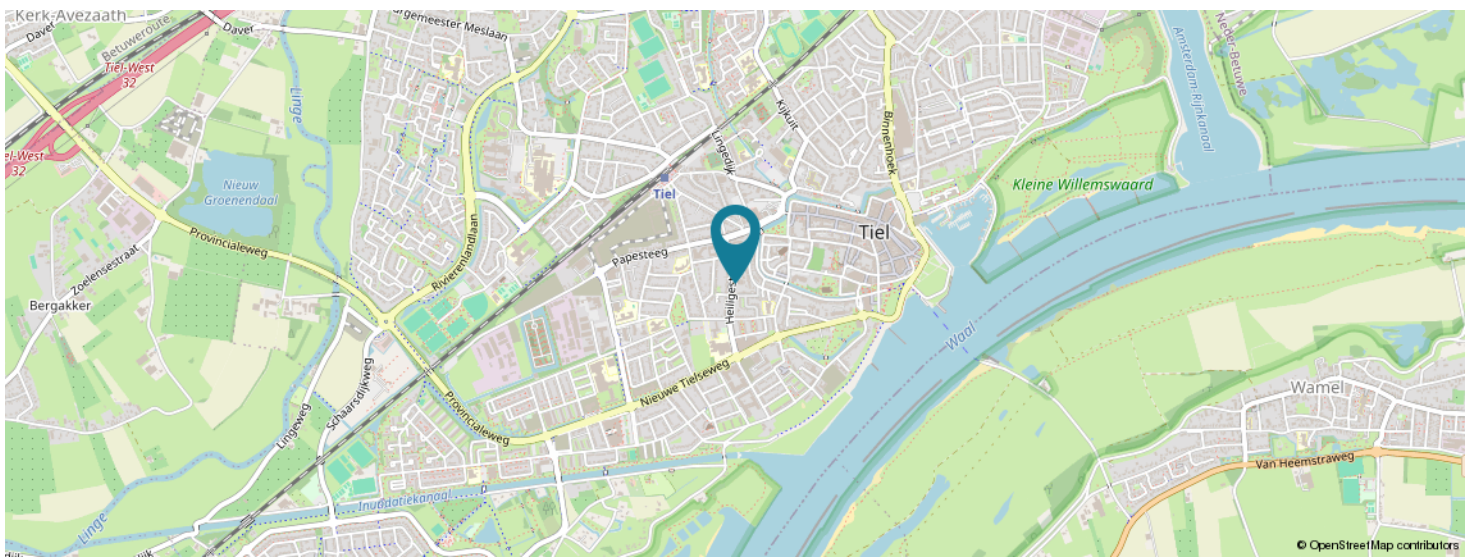 Kerk-Avezaath
Davet
Betuweroute
Davet
Tiel-West
32
Linge
Lingedijk
Kijkuit
Binnenhoek
Amsterdam-Rijnkanaal
Neder-Betuwe
32
Nieuw
Groenendaal
Tiel
Kleine Willemswaard
Provincialeweg
Zoelensestraat
Bergakker
Rivierenlandlaan
Papesteeg
Tiel
Waal
Schaarsdijkweg
Lingeweg
Provincialeweg
Nieuwe Tielseweg
Wamel
Van Heemstraweg
Inundatiekanaal
Linge
© OpenStreetMap contributors